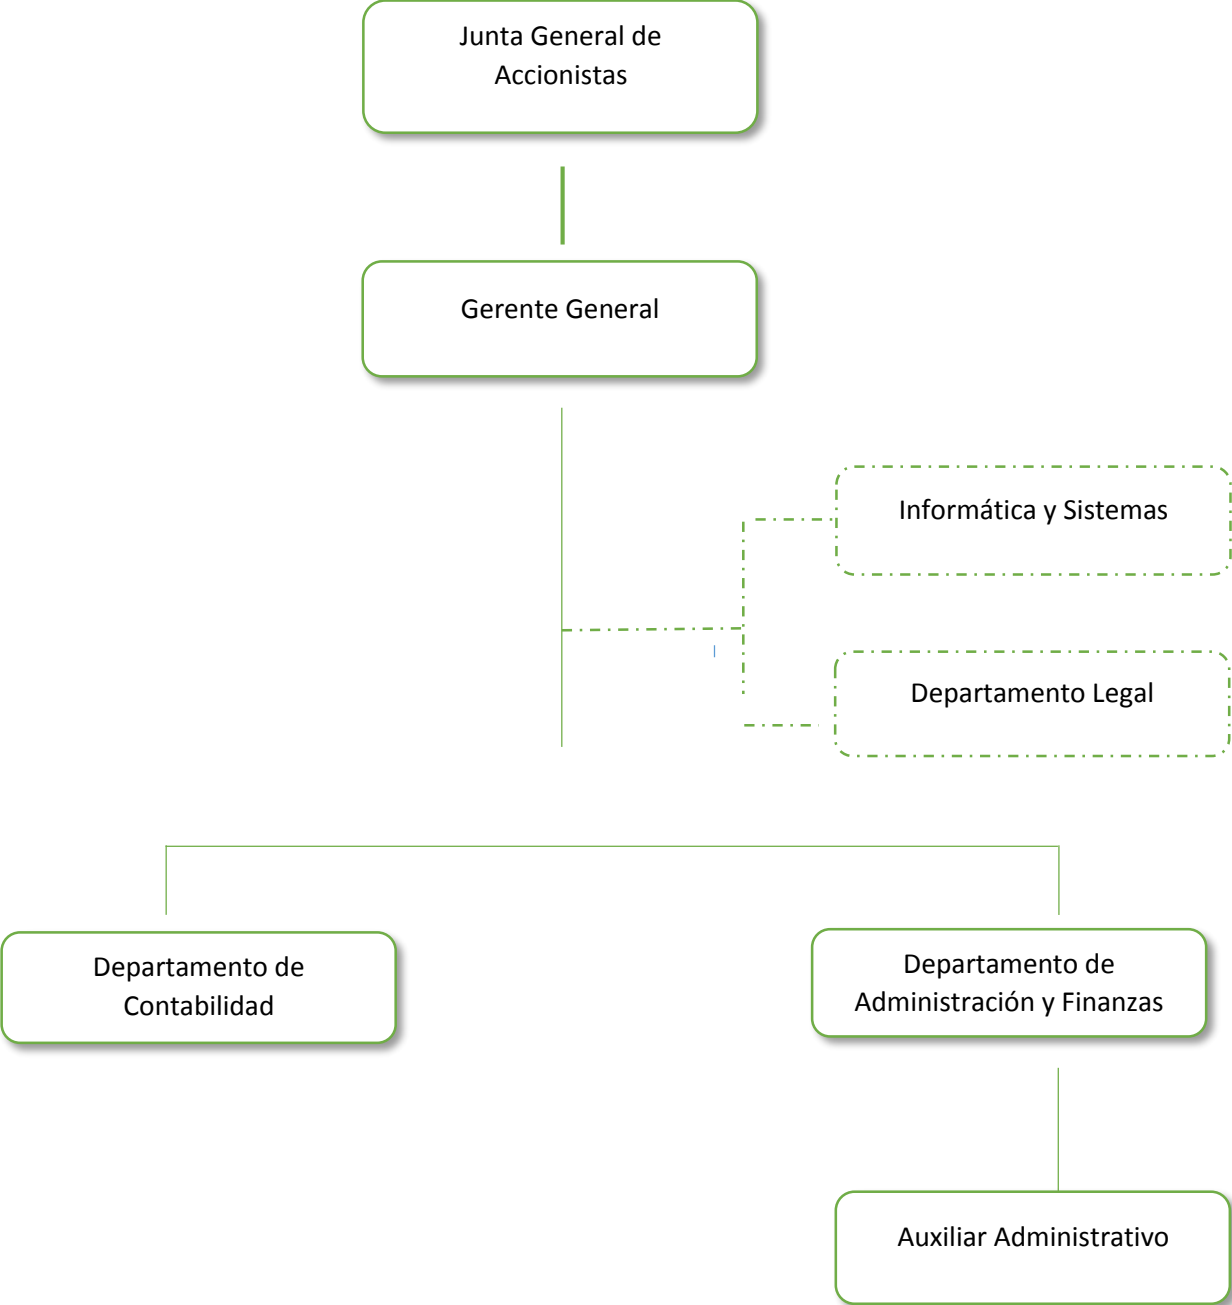 Junta General de
Accionistas
Gerente General
Informática y Sistemas
Departamento Legal
Departamento de
Contabilidad
Departamento de
Administración y Finanzas
Auxiliar Administrativo